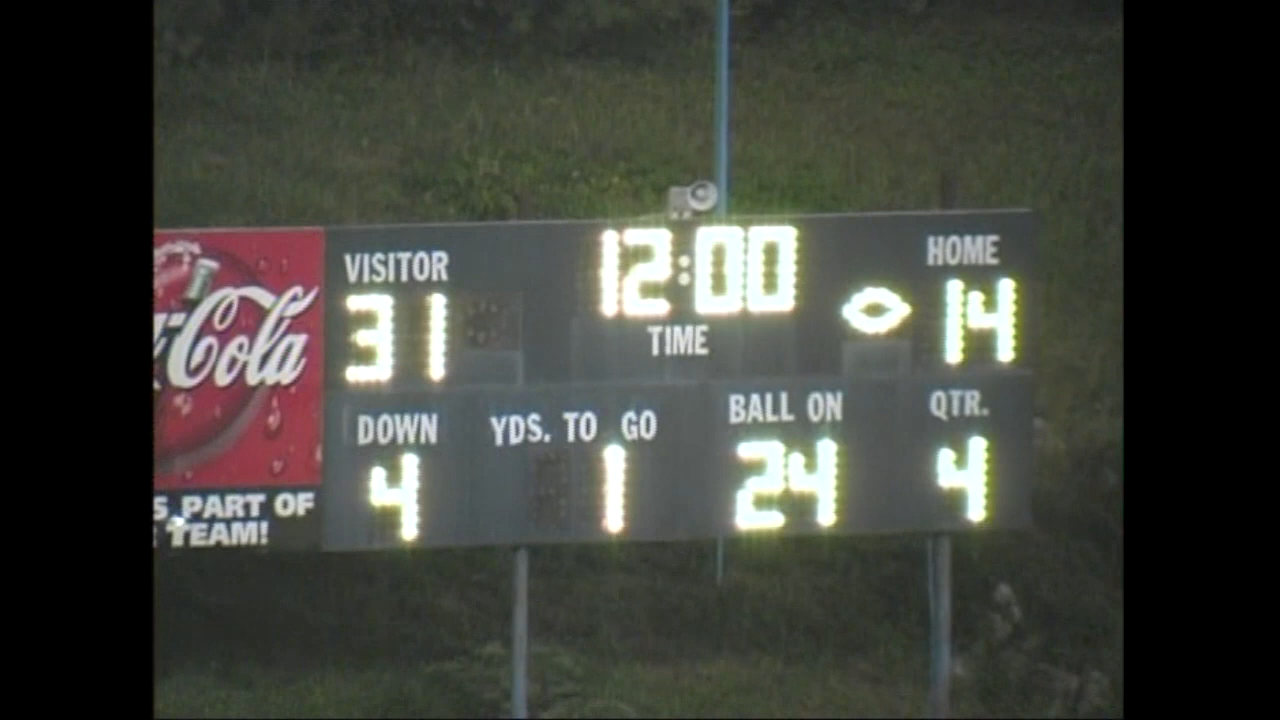 VISITOR
31
12:00
TIME
HOME
14
DOWN
4
YDS. TO GO
1
BALL ON
24
QTR.
4
Cola
PART OF
TEAM!